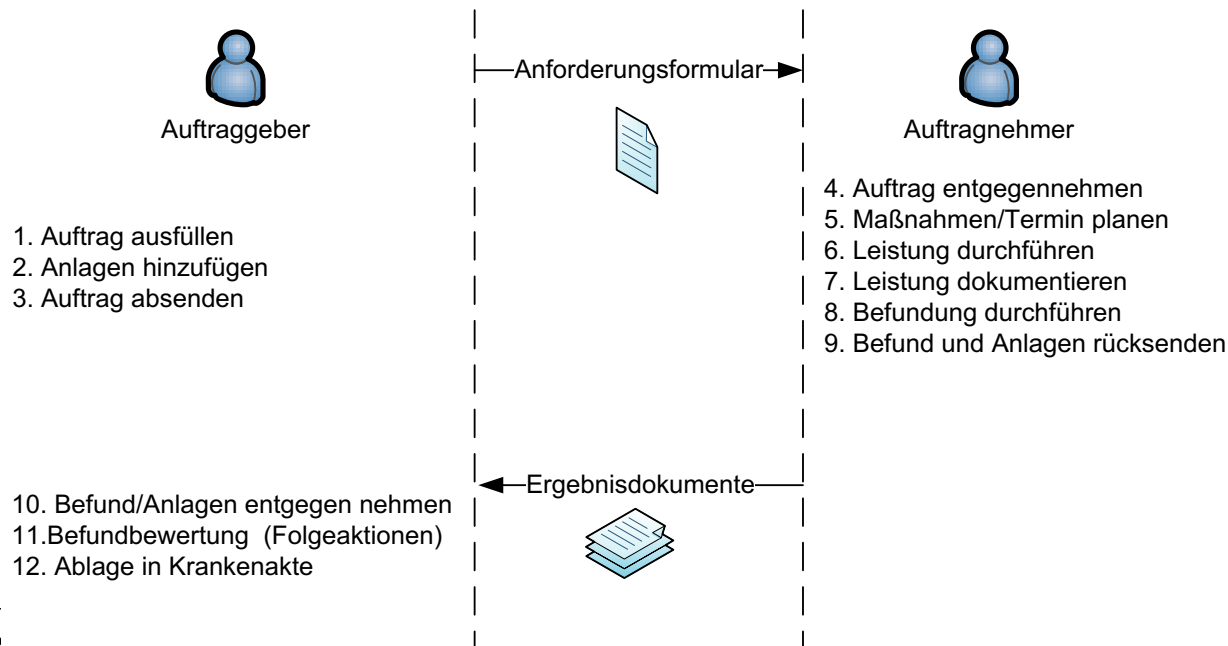 Anforderungsformular
Auftraggeber
Auftragnehmer
1. Auftrag ausfüllen
2. Anlagen hinzufügen
3. Auftrag absenden
4. Auftrag entgegennehmen
5. Maßnahmen/Termin planen
6. Leistung durchführen
7. Leistung dokumentieren
8. Befundung durchführen
9. Befund und Anlagen rücksenden
Ergebnisdokumente
10. Befund/Anlagen entgegen nehmen
11.Befundbewertung (Folgeaktionen)
12. Ablage in Krankenakte